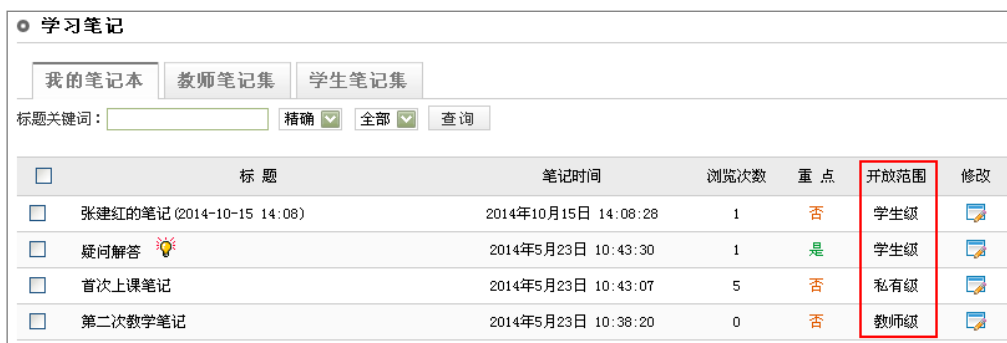 学习笔记
我的笔记本 教师笔记集 学生笔记集
标题关键词： 精确 全部 查询
标 题 笔记时间 浏览次数 重 点 开放范围 修改
张建红的笔记(2014-10-15 14:08) 2014年10月15日 14:08:28 1 否 学生级
疑问解答 2014年5月23日 10:43:30 1 是 学生级
首次上课笔记 2014年5月23日 10:43:07 5 否 私有级
第二次教学笔记 2014年5月23日 10:38:20 0 否 教师级